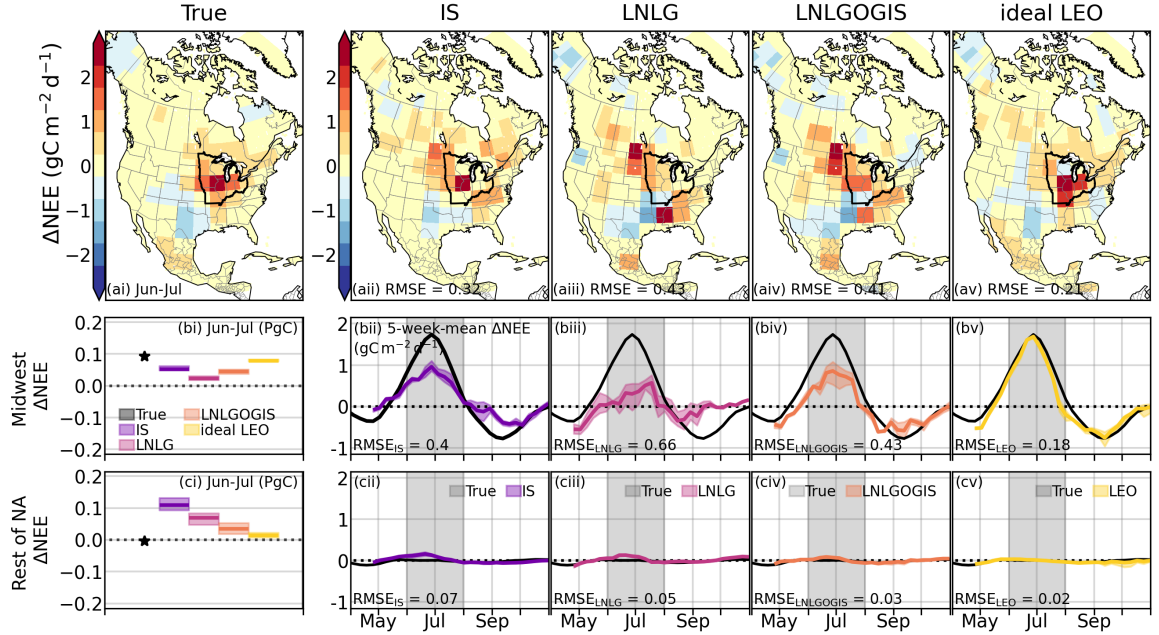 True
IS
LNLG
LNLGOGIS
ideal LEO
ΔNEE (gC m⁻² d⁻¹)
2
1
0
−1
−2
2
1
0
−1
−2
(ai) Jun-Jul
(aii) RMSE = 0.32
(aiii) RMSE = 0.43
(aiv) RMSE = 0.41
(av) RMSE = 0.21
Midwest
ΔNEE
0.2
0.1
0.0
−0.1
−0.2
(bi) Jun-Jul (PgC)
True
IS
LNLG
LNLGOGIS
ideal LEO
2
1
0
-1
(bii) 5-week-mean ΔNEE
(gC m⁻² d⁻¹)
RMSE_IS = 0.4
(biii)
RMSE_LNLG = 0.66
(biv)
RMSE_LNLGOGIS = 0.43
(bv)
RMSE_LEO = 0.18
Rest of NA
ΔNEE
0.2
0.1
0.0
−0.1
−0.2
(ci) Jun-Jul (PgC)
2
1
0
-1
(cii)
True
IS
RMSE_IS = 0.07
(ciii)
True
LNLG
RMSE_LNLG = 0.05
(civ)
True
LNLGOGIS
RMSE_LNLGOGIS = 0.03
(cv)
True
LEO
RMSE_LEO = 0.02
May
Jul
Sep
May
Jul
Sep
May
Jul
Sep
May
Jul
Sep